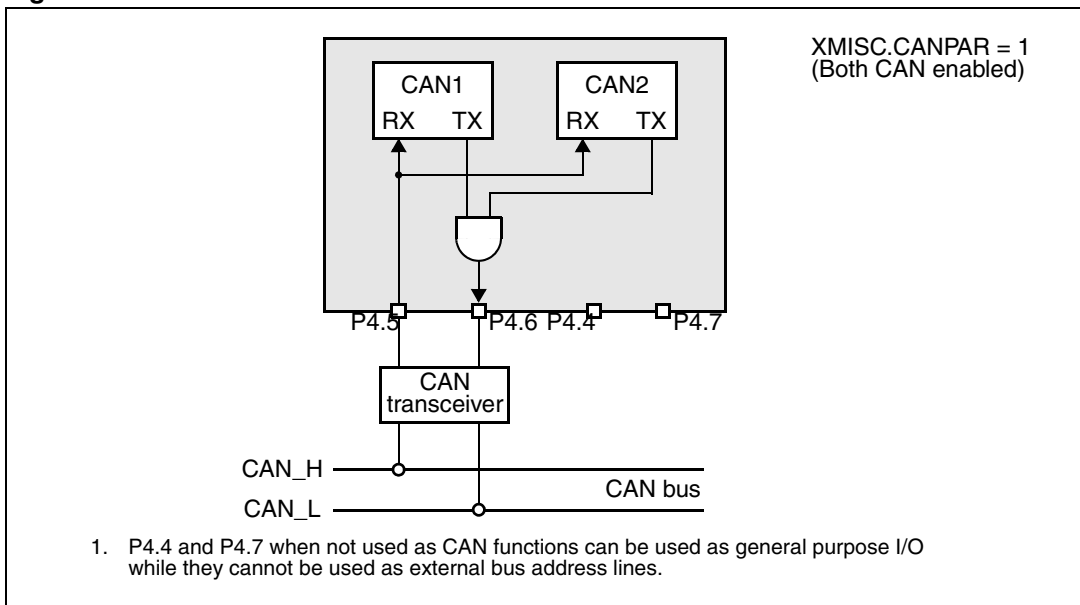 XMISC.CANPAR = 1
(Both CAN enabled)
CAN1
CAN2
RX TX
RX TX
P4.5
P4.6
P4.4
P4.7
CAN
transceiver
CAN_H
CAN bus
CAN_L
1. P4.4 and P4.7 when not used as CAN functions can be used as general purpose I/O
while they cannot be used as external bus address lines.